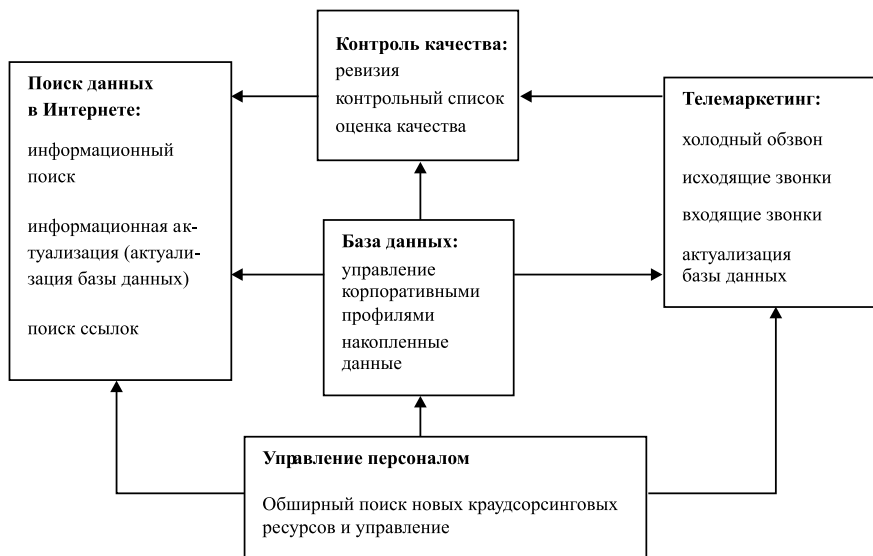 Поиск данных
в Интернете:
информационный
поиск
информационная ак-
туализация (актуали-
зация базы данных)
поиск ссылок
Контроль качества:
ревизия
контрольный список
оценка качества
Телемаркетинг:
холодный обзвон
исходящие звонки
входящие звонки
актуализация
базы данных
База данных:
управление
корпоративными
профилями
накопленные
данные
Управление персоналом
Обширный поиск новых краудсорсинговых
ресурсов и управление